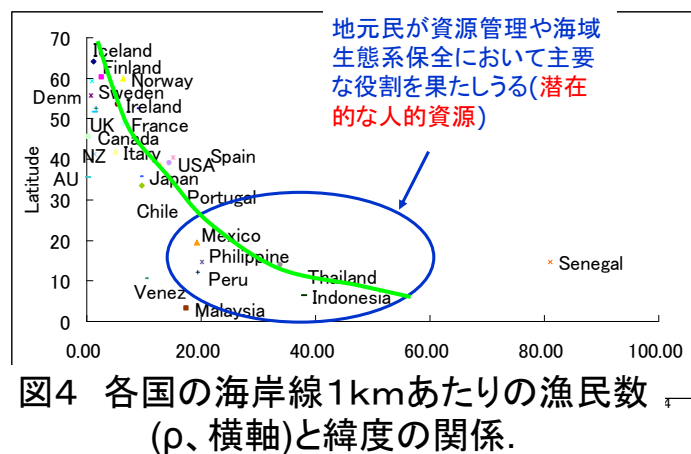 地元民が資源管理や海域
生態系保全において主要
な役割を果たしうる(潜在
的な人的資源)
Latitude
70
60
50
40
30
20
10
0
Iceland
Finland
Norway
Denm
Sweden
Ireland
UK
France
Canada
NZ
Itary
Spain
USA
AU
Japan
Portugal
Chile
Mexico
Philippine
Peru
Thailand
Senegal
Venez
Indonesia
Malaysia
0.00 20.00 40.00 60.00 80.00 100.00
図4 各国の海岸線1kmあたりの漁民数
4
(ρ、横軸)と緯度の関係.